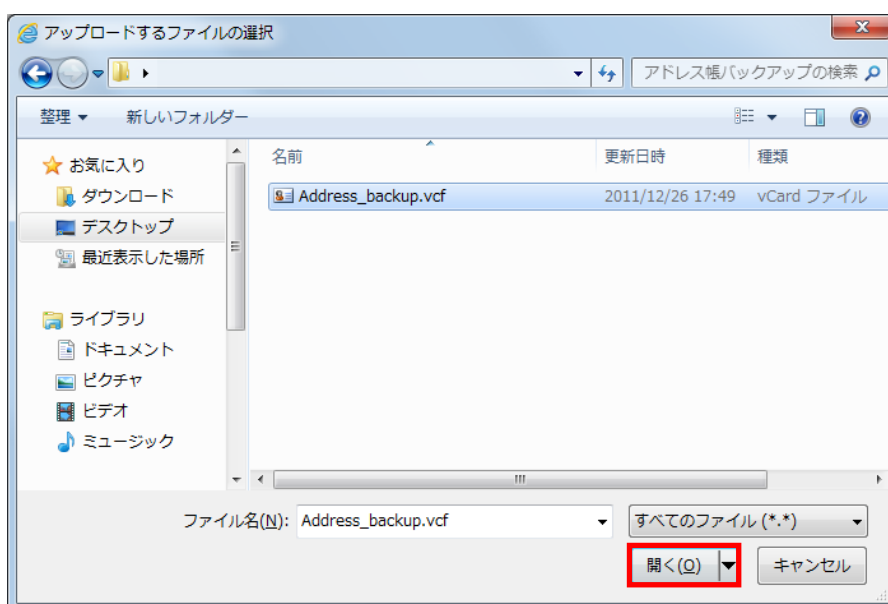 アップロードするファイルの選択
アドレス帳バックアップの検索
整理 新しいフォルダー
お気に入り
ダウンロード
デスクトップ
最近表示した場所
ライブラリ
ドキュメント
ピクチャ
ビデオ
ミュージック
名前 更新日時 種類
Address_backup.vcf 2011/12/26 17:49 vCard ファイル
ファイル名(N): Address_backup.vcf すべてのファイル (*.*)
開く(O) キャンセル